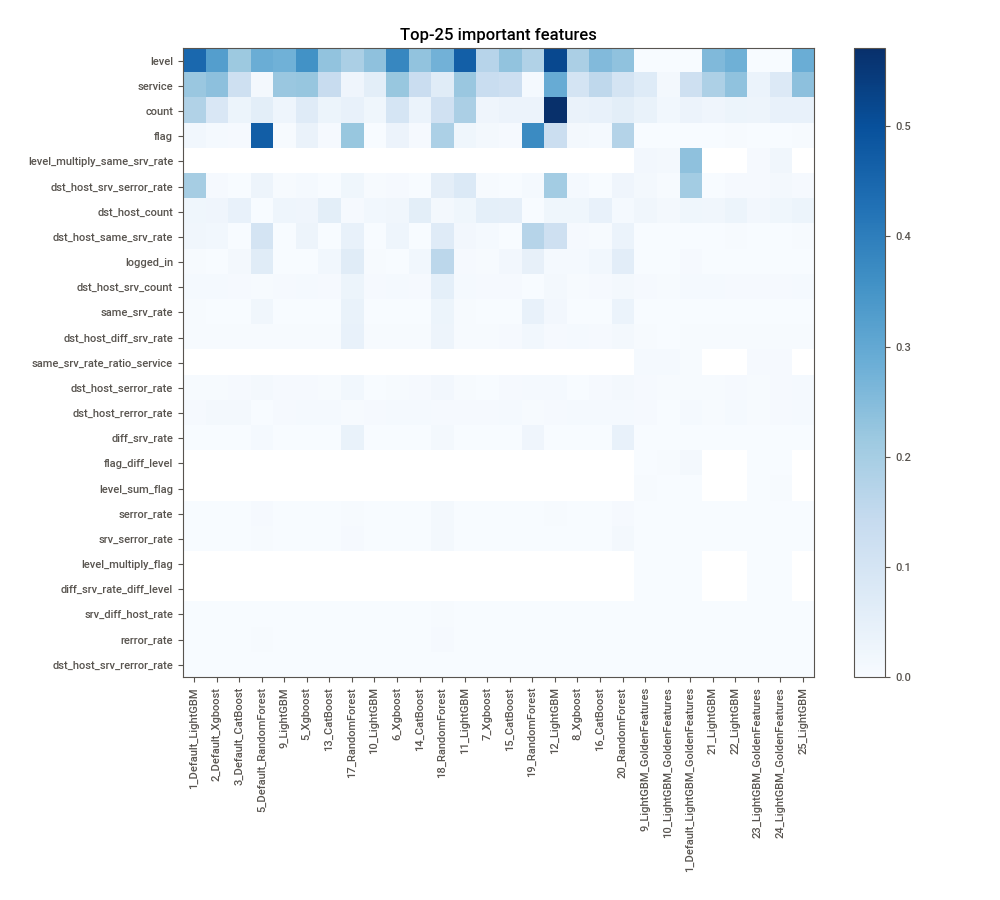 Top-25 important features
level
service
count
flag
level_multiply_same_srv_rate
dst_host_srv_serror_rate
dst_host_count
dst_host_same_srv_rate
logged_in
dst_host_srv_count
same_srv_rate
dst_host_diff_srv_rate
same_srv_rate_ratio_service
dst_host_serror_rate
dst_host_rerror_rate
diff_srv_rate
flag_diff_level
level_sum_flag
serror_rate
srv_serror_rate
level_multiply_flag
diff_srv_rate_diff_level
srv_diff_host_rate
rerror_rate
dst_host_srv_rerror_rate
1_Default_LightGBM
2_Default_Xgboost
3_Default_CatBoost
5_Default_RandomForest
9_LightGBM
5_Xgboost
13_CatBoost
17_RandomForest
10_LightGBM
6_Xgboost
14_CatBoost
18_RandomForest
11_LightGBM
7_Xgboost
15_CatBoost
19_RandomForest
12_LightGBM
8_Xgboost
16_CatBoost
20_RandomForest
9_LightGBM_GoldenFeatures
10_LightGBM_GoldenFeatures
1_Default_LightGBM_GoldenFeatures
21_LightGBM
22_LightGBM
23_LightGBM_GoldenFeatures
24_LightGBM_GoldenFeatures
25_LightGBM
0.5
0.4
0.3
0.2
0.1
0.0